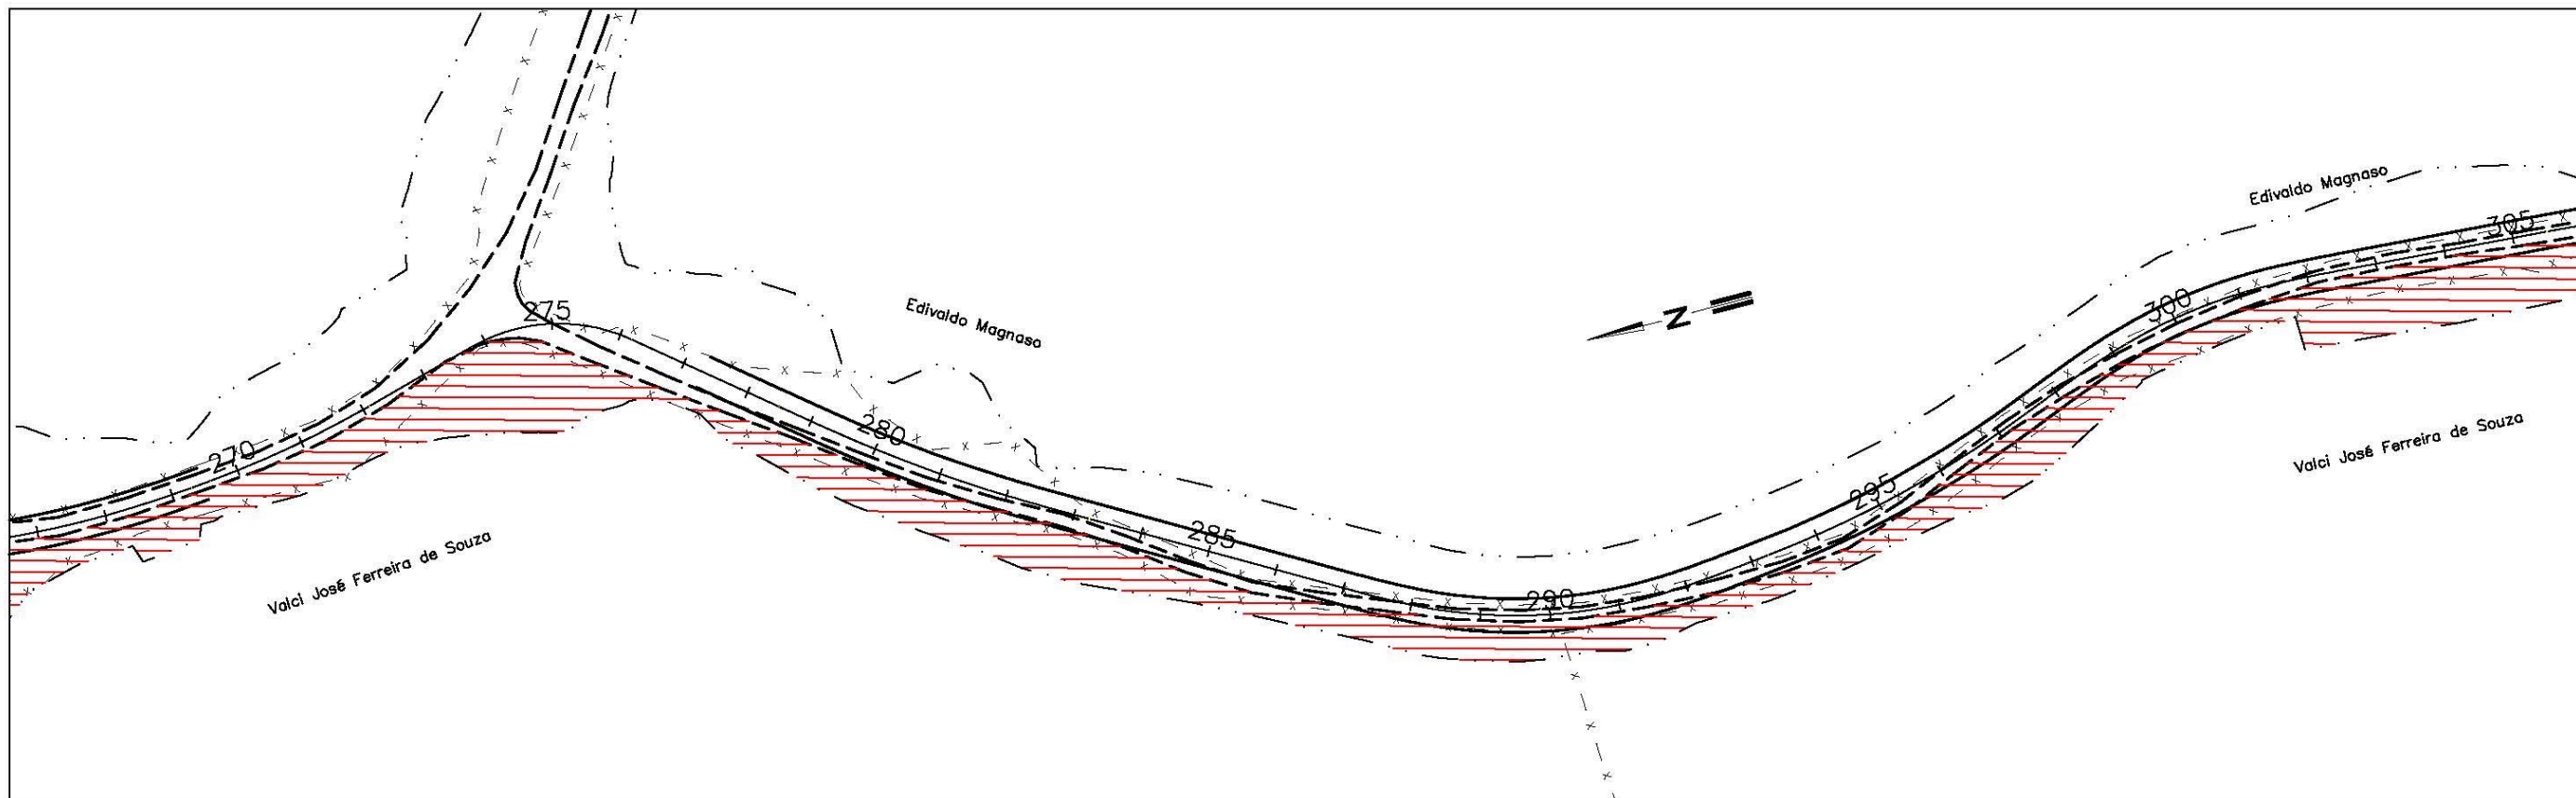 Edivaldo Magnaso
305
300
275
Edivaldo Magnaso
N
280
Valci José Ferreira de Souza
270
295
285
Valci José Ferreira de Souza
290